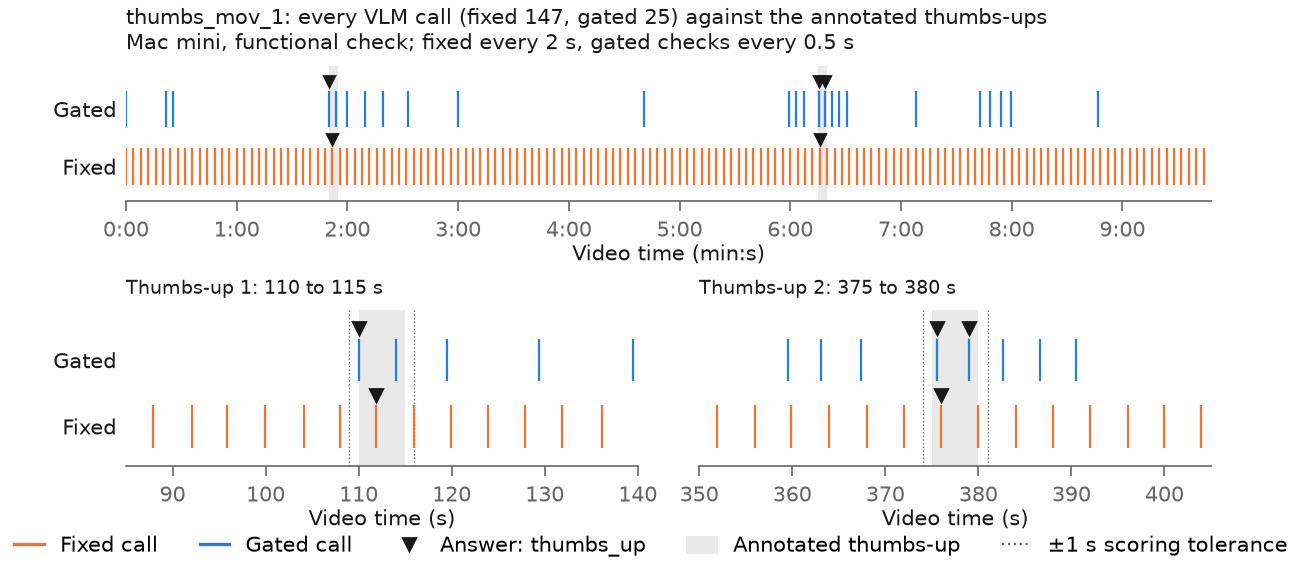 thumbs_mov_1: every VLM call (fixed 147, gated 25) against the annotated thumbs-ups
Mac mini, functional check; fixed every 2 s, gated checks every 0.5 s
Gated
Fixed
0:00 1:00 2:00 3:00 4:00 5:00 6:00 7:00 8:00 9:00
Video time (min:s)
Thumbs-up 1: 110 to 115 s
Gated
Fixed
90 100 110 120 130 140
Video time (s)
Thumbs-up 2: 375 to 380 s
350 360 370 380 390 400
Video time (s)
Fixed call Gated call Answer: thumbs_up Annotated thumbs-up ±1 s scoring tolerance